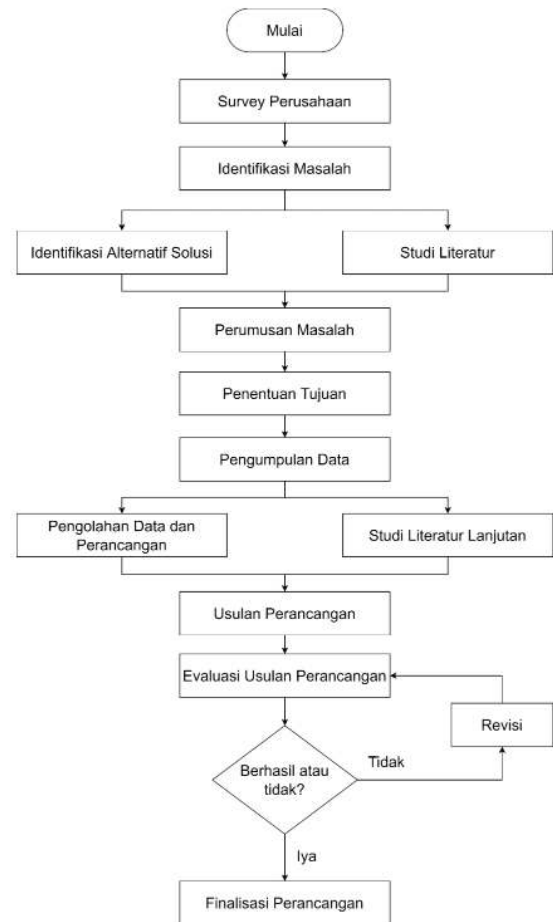 Mulai
Survey Perusahaan
Identifikasi Masalah
Identifikasi Alternatif Solusi
Studi Literatur
Perumusan Masalah
Penentuan Tujuan
Pengumpulan Data
Pengolahan Data dan
Perancangan
Studi Literatur Lanjutan
Usulan Perancangan
Evaluasi Usulan Perancangan
Revisi
Berhasil atau
tidak?
Tidak
Iya
Finalisasi Perancangan